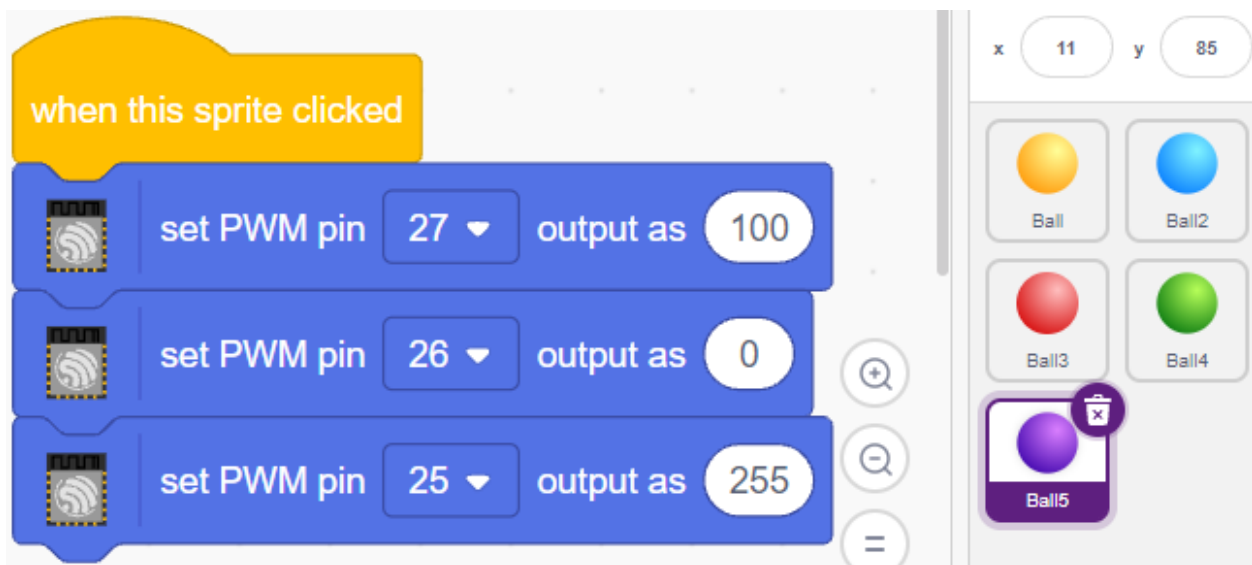 when this sprite clicked
set PWM pin 27 output as 100
set PWM pin 26 output as 0
set PWM pin 25 output as 255
x 11 y 85
Ball Ball2
Ball3 Ball4
Ball5